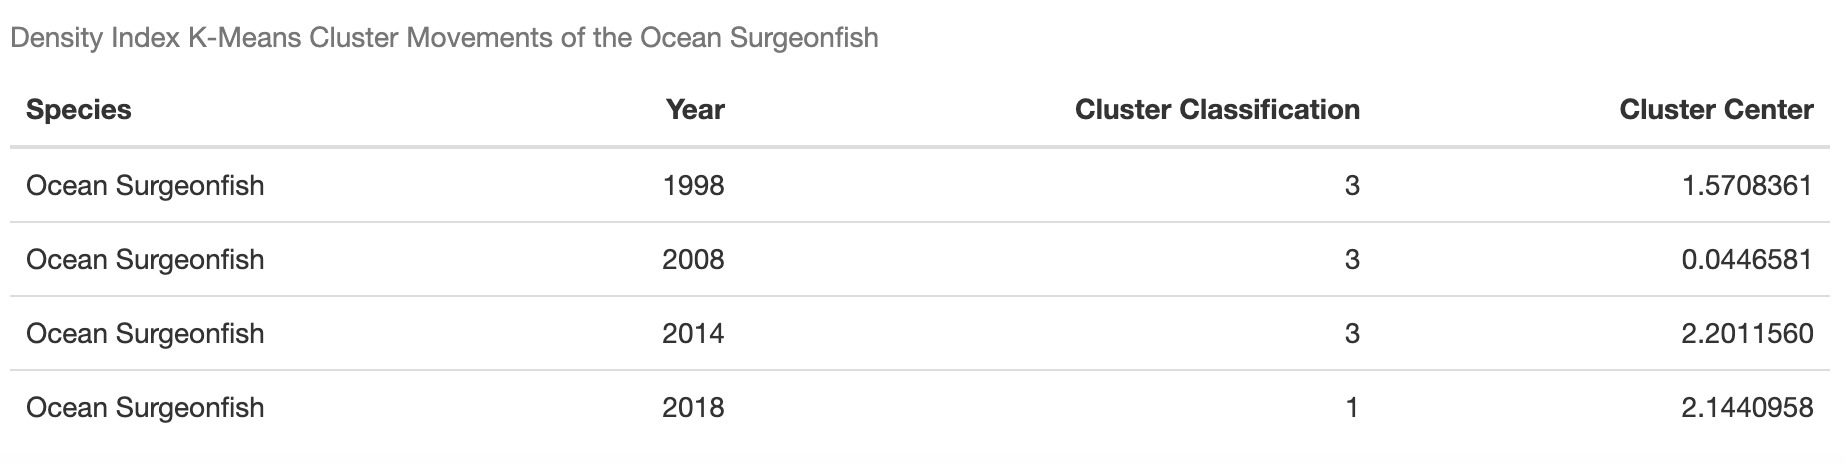 Density Index K-Means Cluster Movements of the Ocean Surgeonfish
Species Year Cluster Classification Cluster Center
Ocean Surgeonfish 1998 3 1.5708361
Ocean Surgeonfish 2008 3 0.0446581
Ocean Surgeonfish 2014 3 2.2011560
Ocean Surgeonfish 2018 1 2.1440958